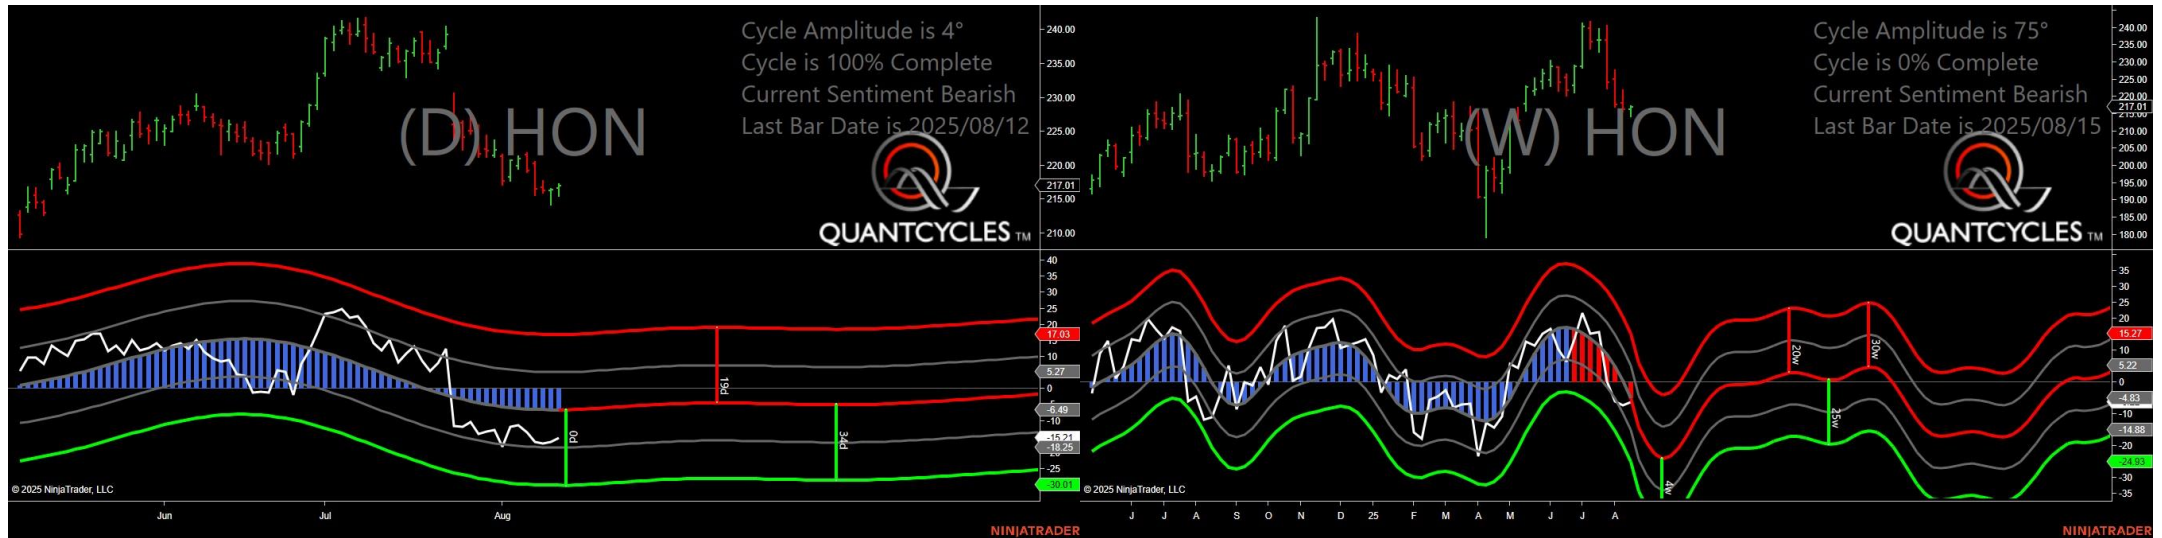 Cycle Amplitude is 4°
Cycle is 100% Complete
Current Sentiment Bearish
Last Bar Date is 2025/08/12
(D) HON
QUANTCYCLES TM
240.00
235.00
230.00
225.00
220.00
217.01
215.00
210.00
40
35
30
25
20
17.03
15
10
5.27
0
-6.49
-10
-15.21
-18.25
-25
-30.01
19d
0d
34d
© 2025 NinjaTrader, LLC
Jun
Jul
Aug
NINJATRADER
Cycle Amplitude is 75°
Cycle is 0% Complete
Current Sentiment Bearish
Last Bar Date is 2025/08/15
(W) HON
QUANTCYCLES TM
240.00
235.00
230.00
225.00
220.00
217.01
215.00
210.00
205.00
200.00
195.00
190.00
185.00
180.00
35
30
25
20
15.27
10
5.22
0
-4.83
-10
-14.88
-20
-24.93
-30
-35
20w
30w
25w
4w
© 2025 NinjaTrader, LLC
J
J
A
S
O
N
D
25
F
M
A
M
J
J
A
NINJATRADER